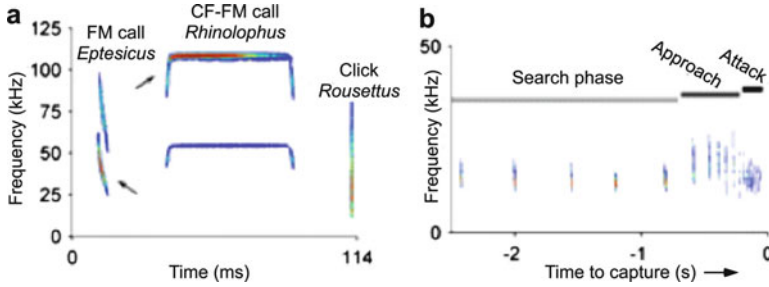 a
FM call
Eptesicus
CF-FM call
Rhinolophus
Click
Rousettus
Frequency (kHz)
125
100
75
50
25
0
0
114
Time (ms)
b
Search phase
Approach
Attack
Frequency (kHz)
50
0
-2
-1
0
Time to capture (s)